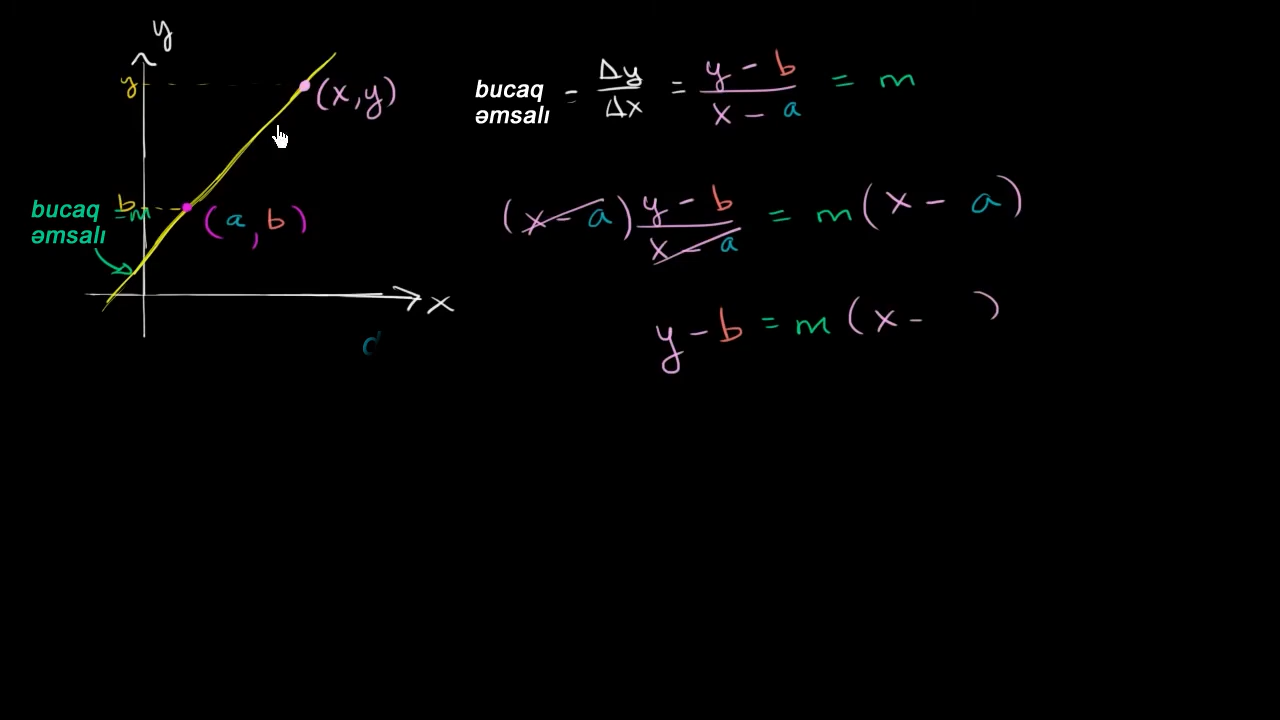 y
y
(x,y)
b
bucaq
əmsalı
=m
(a,b)
x
bucaq
əmsalı
= Δy/Δx = y-b/x-a = m
(x-a) y-b/x-a = m(x-a)
y-b = m(x- )